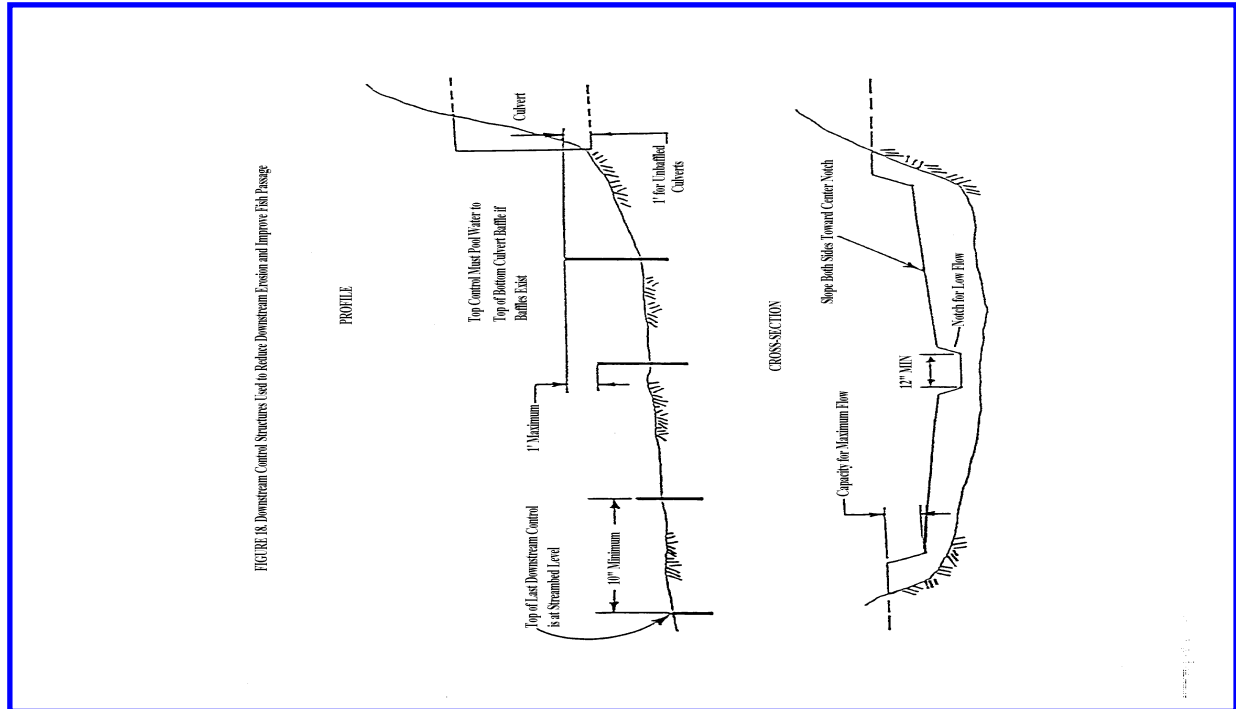 FIGURE 18. Downstream Control Structures Used to Reduce Downstream Erosion and Improve Fish Passage
PROFILE
Culvert
Top Control Must Pool Water to
Top of Bottom Culvert Baffle if
Baffles Exist
1' for Unbaffled
Culverts
1' Maximum
Top of Last Downstream Control
is at Streambed Level
10" Minimum
CROSS-SECTION
Slope Both Sides Toward Center Notch
Capacity for Maximum Flow
12" MIN
Notch for Low Flow